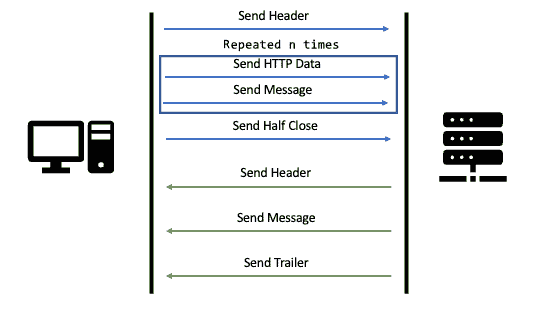 Send Header
Repeated n times
Send HTTP Data
Send Message
Send Half Close
Send Header
Send Message
Send Trailer